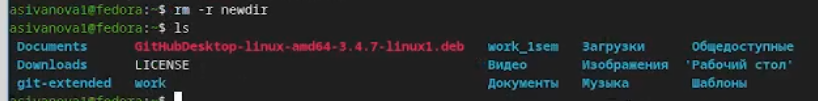 asivanova1@fedora:~$ rm -r newdir
asivanova1@fedora:~$ ls
Documents GitHubDesktop-linux-amd64-3.4.7-linux1.deb work_1sem Загрузки Общедоступные
Downloads LICENSE Видео Изображения 'Рабочий стол'
git-extended work Документы Музыка Шаблоны
asivanova1@fedora:~$